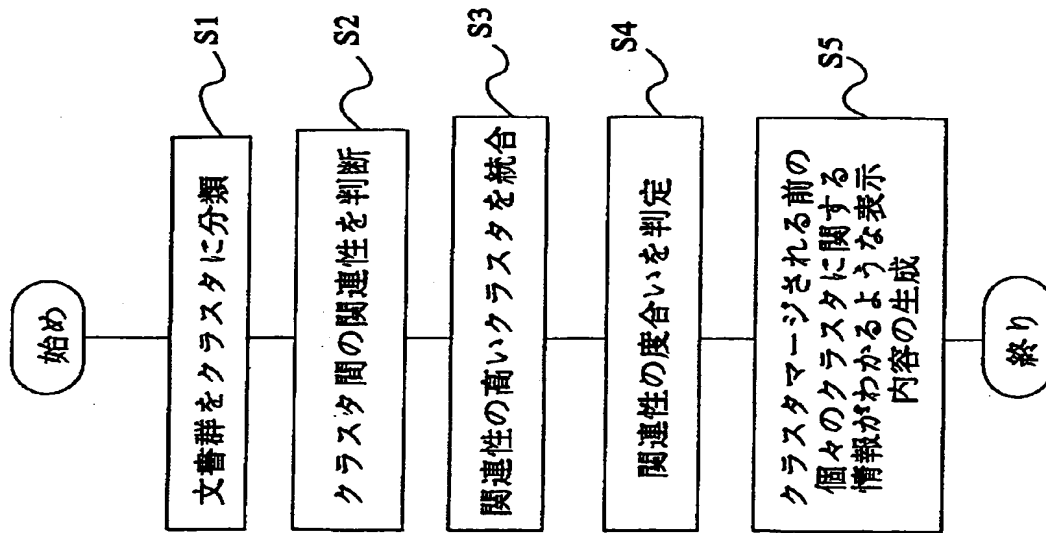 始め
文書群をクラスタに分類
S1
クラスタ間の関連性を判断
S2
関連性の高いクラスタを統合
S3
関連性の度合いを判定
S4
クラスタマージされる前の
個々のクラスタに関する
情報がわかるような表示
内容の生成
S5
終り